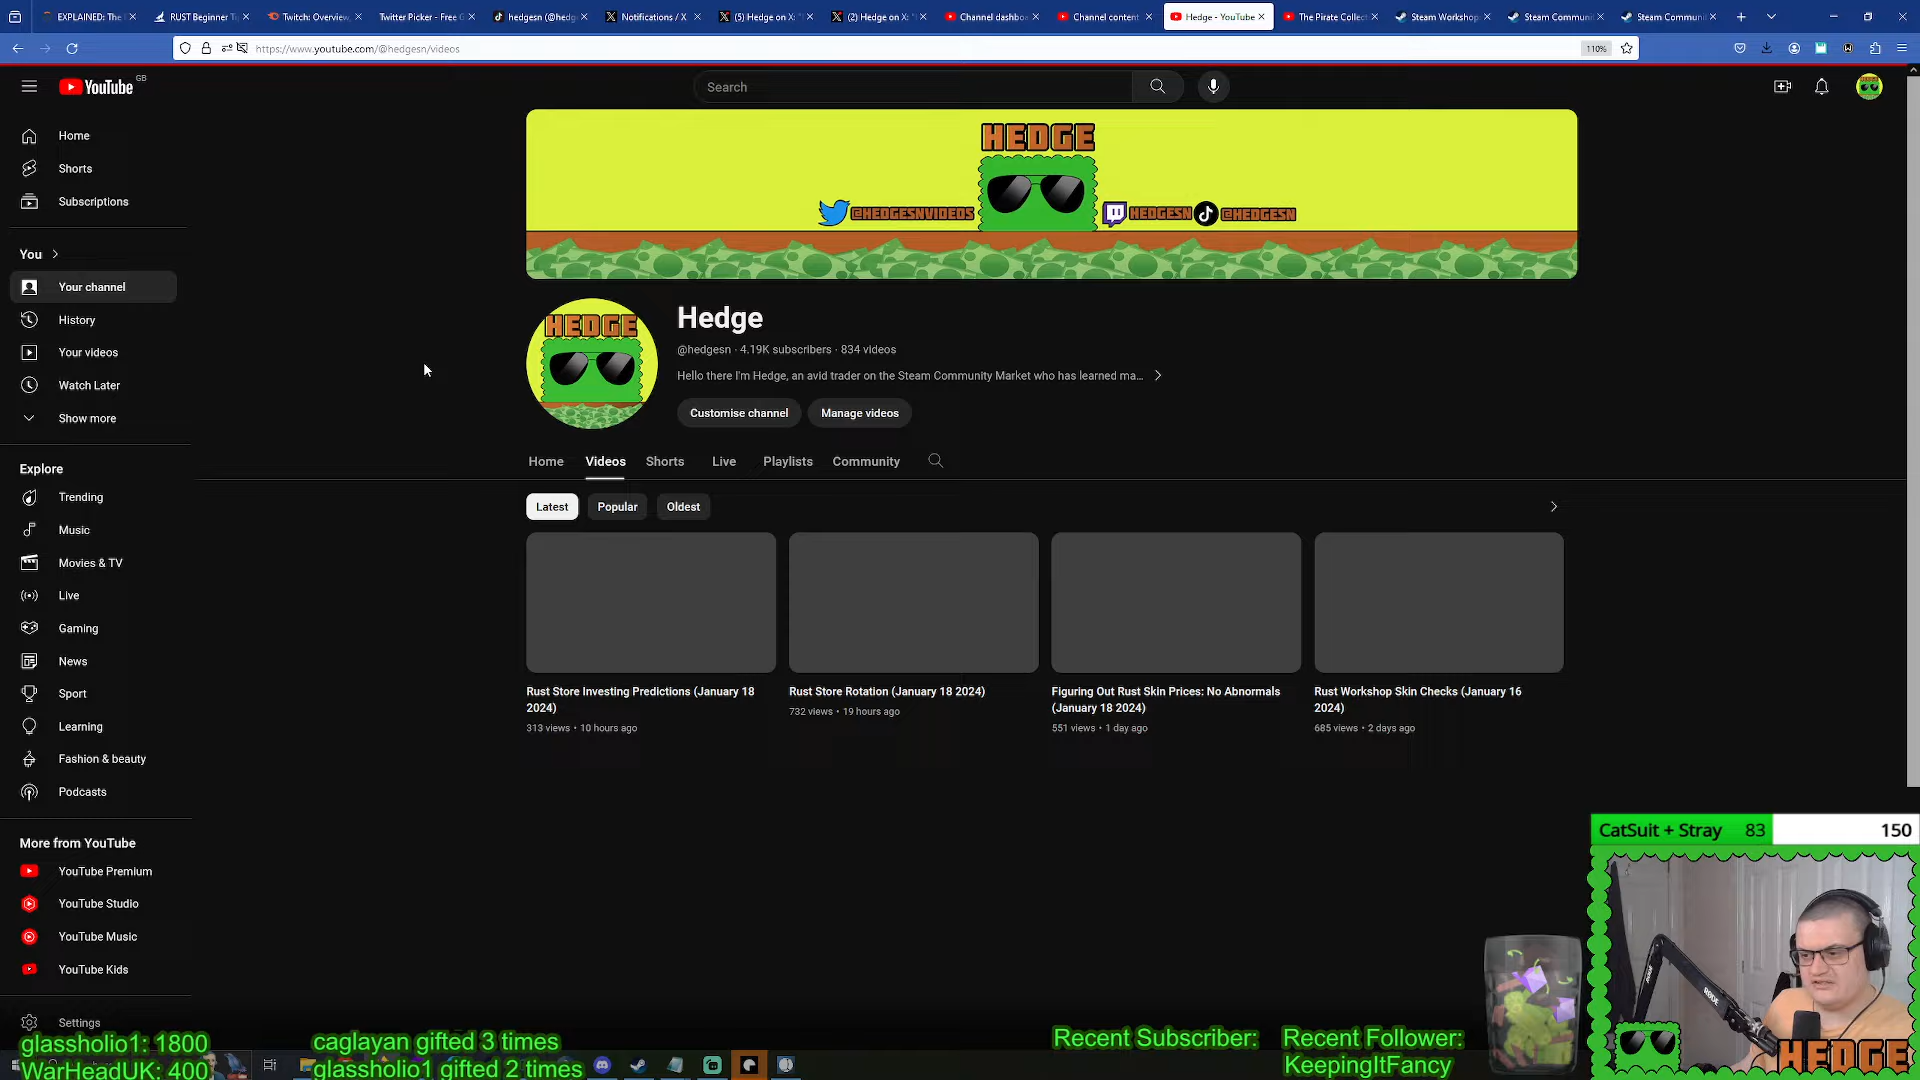 EXPLAINED: The
RUST Beginner Ti
Twitch: Overview,
Twitter Picker - Free G
hedgesn (@hedg
Notifications / X
(5) Hedge on X: "
(2) Hedge on X: "
Channel dashbo
Channel content
Hedge - YouTube
The Pirate Collect
Steam Workshop
Steam Communi
Steam Communi
https://www.youtube.com/@hedgesn/videos
110%
YouTube GB
Search
Home
Shorts
Subscriptions
You
Your channel
History
Your videos
Watch Later
Show more
Explore
Trending
Music
Movies & TV
Live
Gaming
News
Sport
Learning
Fashion & beauty
Podcasts
More from YouTube
YouTube Premium
YouTube Studio
YouTube Music
YouTube Kids
Settings
HEDGE
@HEDGESNVIDEOS
HEDGESN
@HEDGESN
HEDGE
Hedge
@hedgesn · 4.19K subscribers · 834 videos
Hello there I'm Hedge, an avid trader on the Steam Community Market who has learned ma...
Customise channel
Manage videos
Home
Videos
Shorts
Live
Playlists
Community
Latest
Popular
Oldest
Rust Store Investing Predictions (January 18
2024)
313 views • 10 hours ago
Rust Store Rotation (January 18 2024)
732 views • 19 hours ago
Figuring Out Rust Skin Prices: No Abnormals
(January 18 2024)
551 views • 1 day ago
Rust Workshop Skin Checks (January 16
2024)
685 views • 2 days ago
CatSuit + Stray 83
150
RØDE
HEDGE
glassholio1: 1800
WarHeadUK: 400
caglayan gifted 3 times
glassholio1 gifted 2 times
Recent Subscriber:
Recent Follower:
KeepingItFancy